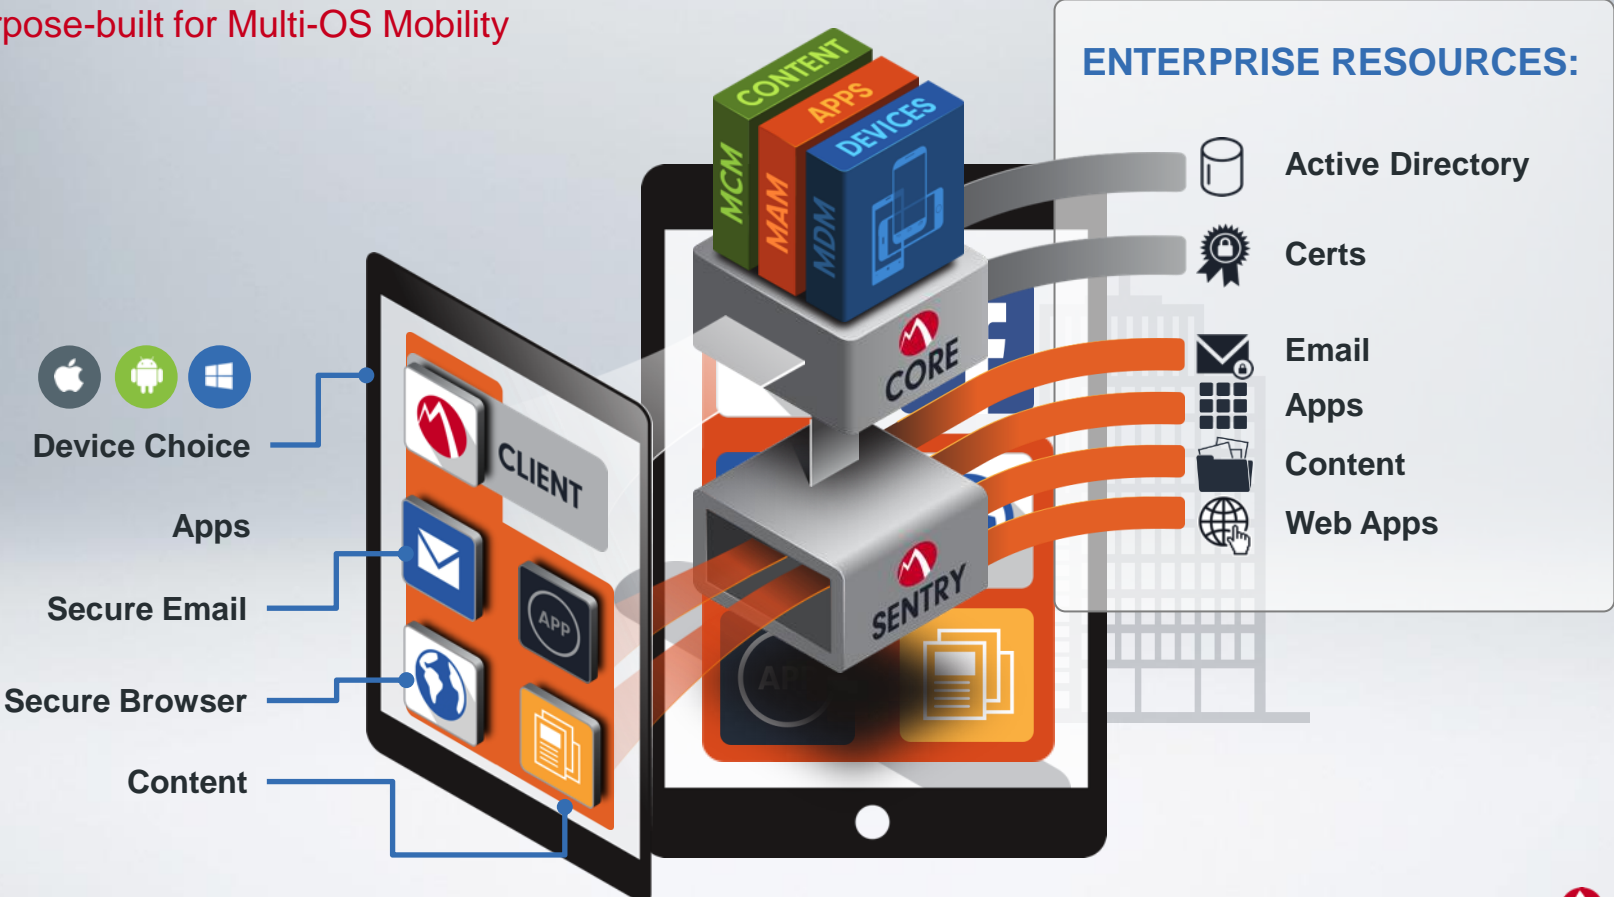 rpose-built for Multi-OS Mobility
ENTERPRISE RESOURCES:
CONTENT
APPS
DEVICES
MCM
MAM
MDM
Active Directory
Certs
CORE
Email
Apps
Content
Web Apps
Device Choice
CLIENT
Apps
APP
SENTRY
Secure Email
Secure Browser
Content